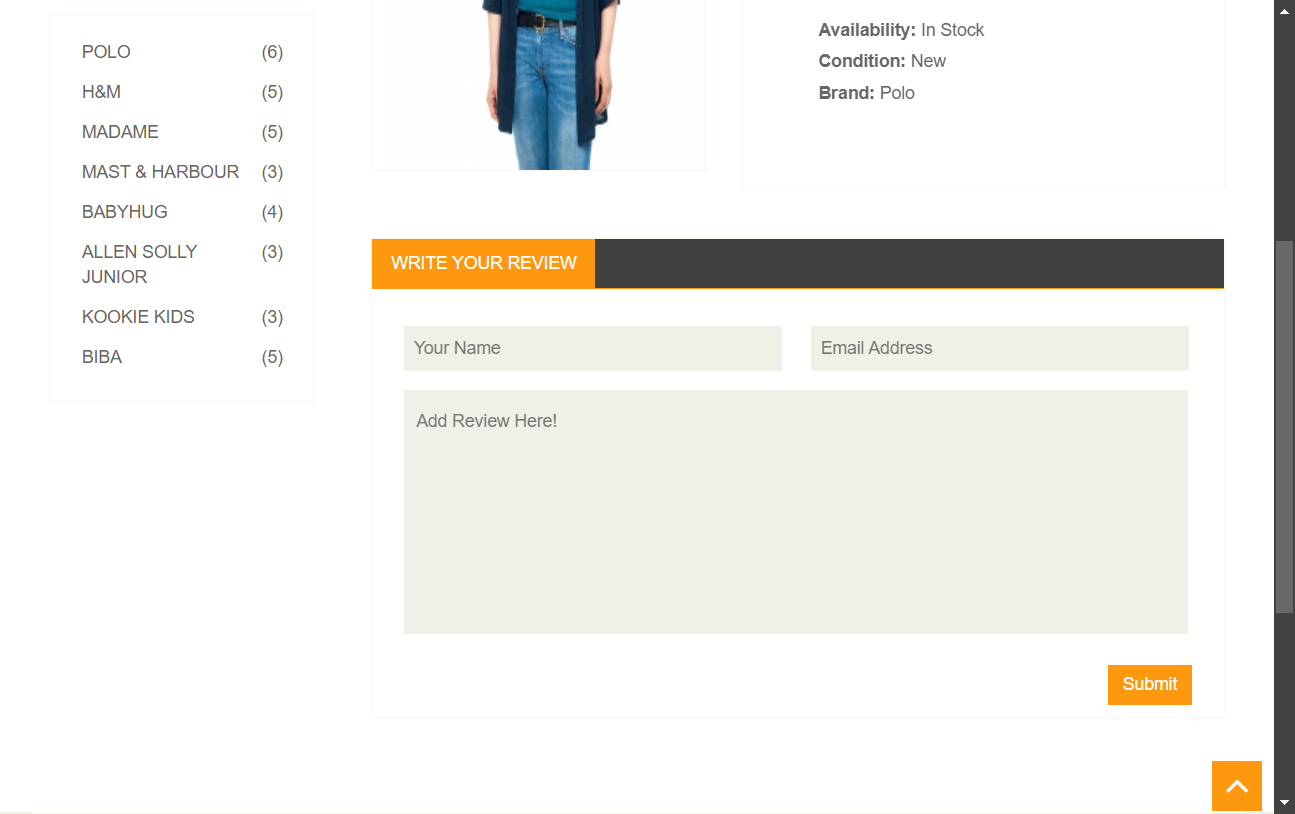 POLO (6)
H&M (5)
MADAME (5)
MAST & HARBOUR (3)
BABYHUG (4)
ALLEN SOLLY (3)
JUNIOR
KOOKIE KIDS (3)
BIBA (5)
Availability: In Stock
Condition: New
Brand: Polo
WRITE YOUR REVIEW
Your Name
Email Address
Add Review Here!
Submit